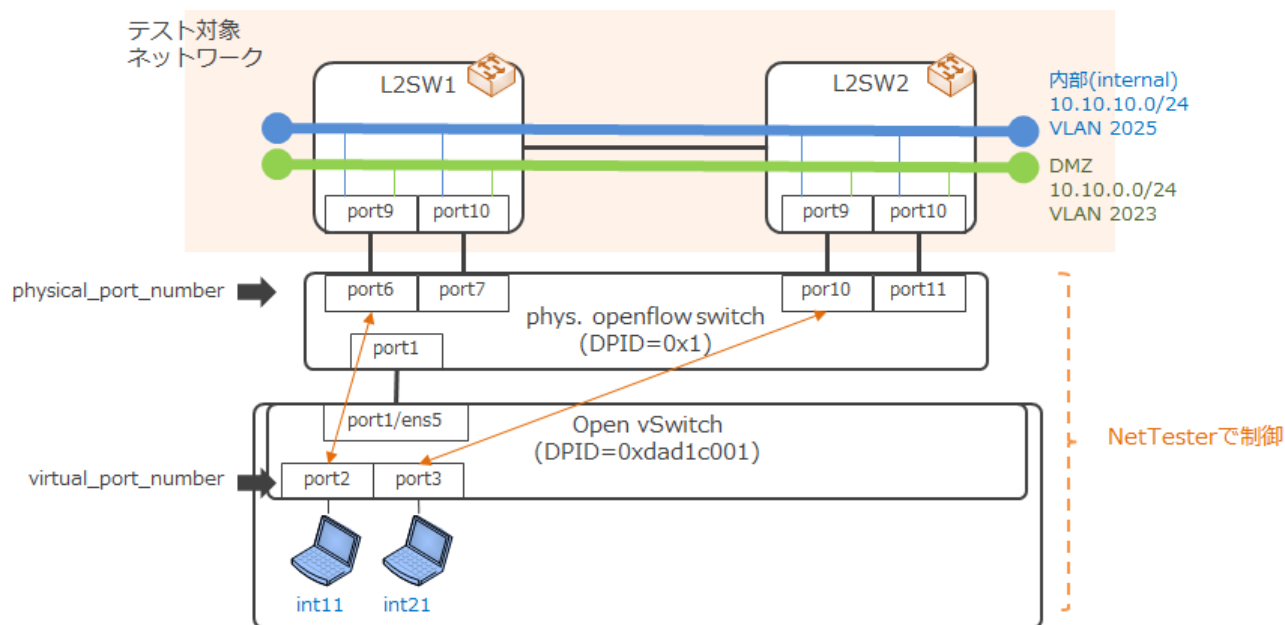 テスト対象
ネットワーク
L2SW1
L2SW2
内部(internal)
10.10.10.0/24
VLAN 2025
DMZ
10.10.0.0/24
VLAN 2023
port9
port10
port9
port10
physical_port_number
port6
port7
por10
port11
phys. openflow switch
(DPID=0x1)
port1
port1/ens5
Open vSwitch
(DPID=0xdad1c001)
NetTesterで制御
virtual_port_number
port2
port3
int11
int21